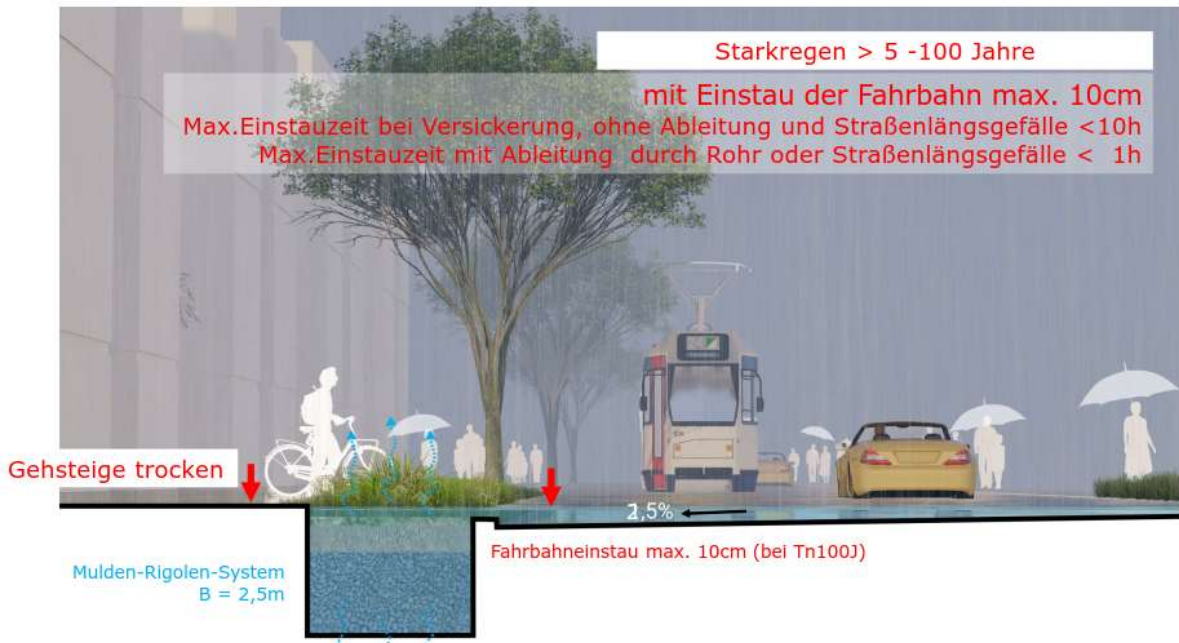 Starkregen > 5 -100 Jahre
mit Einstau der Fahrbahn max. 10cm
Max.Einstauzeit bei Versickerung, ohne Ableitung und Straßenlängsgefälle <10h
Max.Einstauzeit mit Ableitung durch Rohr oder Straßenlängsgefälle < 1h
Gehsteige trocken
Fahrbahneinstau max. 10cm (bei Tn100J)
Mulden-Rigolen-System
B = 2,5m